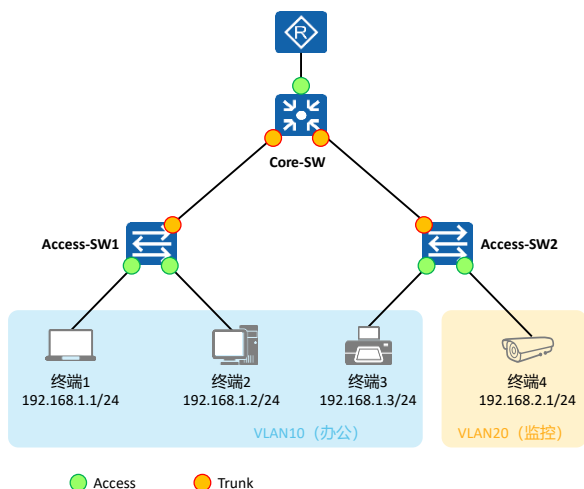 R
Core-SW
Access-SW1
Access-SW2
终端1
192.168.1.1/24
终端2
192.168.1.2/24
终端3
192.168.1.3/24
终端4
192.168.2.1/24
VLAN10（办公）
VLAN20（监控）
Access
Trunk